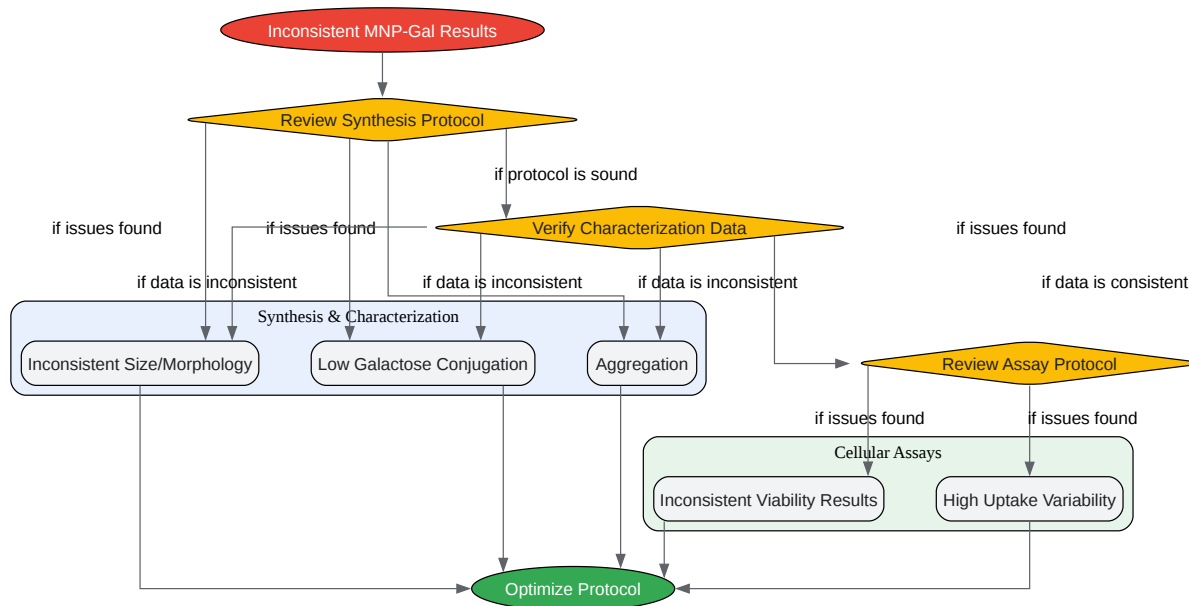 Inconsistent MNP-Gal Results
Review Synthesis Protocol
if protocol is sound
if issues found
if issues found
Verify Characterization Data
if issues found
if data is inconsistent
if data is inconsistent
if data is inconsistent
if data is consistent
Synthesis & Characterization
Inconsistent Size/Morphology
Low Galactose Conjugation
Aggregation
Review Assay Protocol
if issues found
if issues found
Cellular Assays
Inconsistent Viability Results
High Uptake Variability
Optimize Protocol